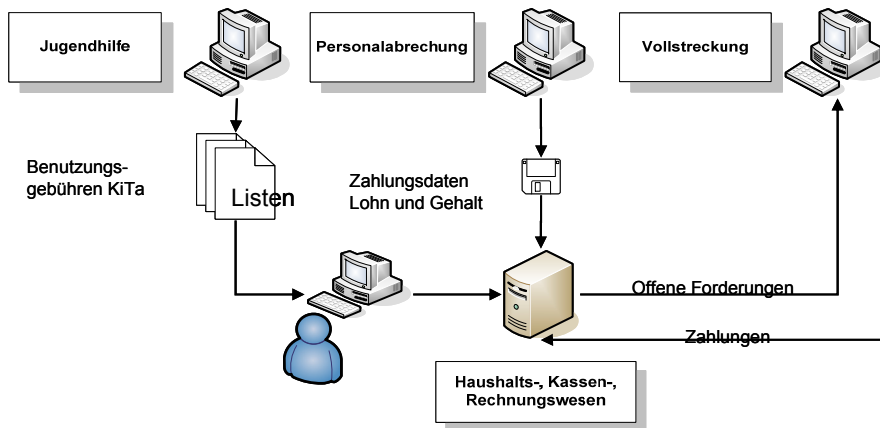 Jugendhilfe
Personalabrechung
Vollstreckung
Benutzungs-
gebühren KiTa
Listen
Zahlungsdaten
Lohn und Gehalt
Offene Forderungen
Zahlungen
Haushalts-, Kassen-,
Rechnungswesen